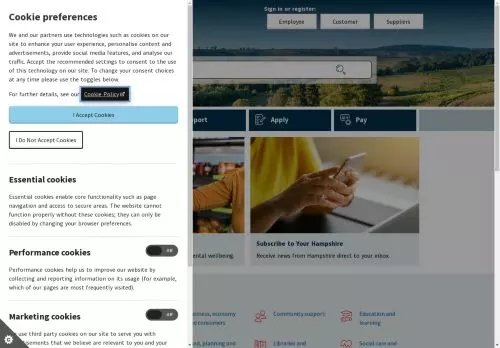 Cookie preferences
We and our partners use technologies such as cookies on our
site to enhance your user experience, personalise content and
advertisements, provide social media features, and analyse our
traffic. Accept the recommended settings to consent to the use
of this technology on our site. To change your consent choices
at any time please use the toggles below.
For further details, see our Cookie Policy
I Accept Cookies
I Do Not Accept Cookies
Essential cookies
Essential cookies enable core functionality such as page
navigation and access to secure areas. The website cannot
function properly without these cookies; they can only be
disabled by changing your browser preferences.
Performance cookies
Off
Performance cookies help us to improve our website by
collecting and reporting information on its usage (for example,
which of our pages are most frequently visited).
Marketing cookies
Off
use third party cookies on our site to serve you with
isements that we believe are relevant to you and your
Sign in or register:
Employee
Customer
Suppliers
port
Apply
Pay
ntal wellbeing.
Subscribe to Your Hampshire
Receive news from Hampshire direct to your inbox.
siness, economy
consumers
Community support
Education and
learning
ad, planning and
Libraries and
Social care and